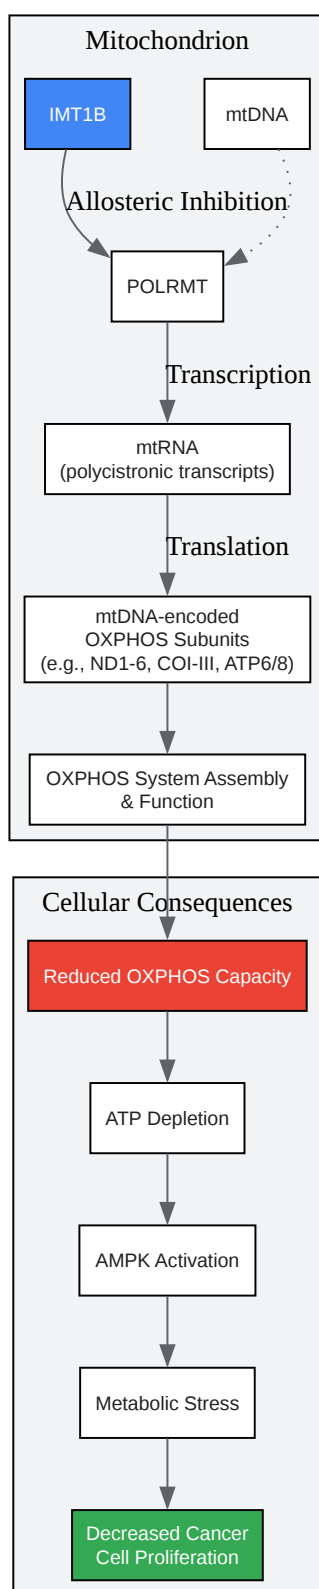 Mitochondrion
IMT1B
mtDNA
Allosteric Inhibition
POLRMT
Transcription
mtRNA
(polycistronic transcripts)
Translation
mtDNA-encoded
OXPHOS Subunits
(e.g., ND1-6, COI-III, ATP6/8)
OXPHOS System Assembly
& Function
Cellular Consequences
Reduced OXPHOS Capacity
ATP Depletion
AMPK Activation
Metabolic Stress
Decreased Cancer
Cell Proliferation